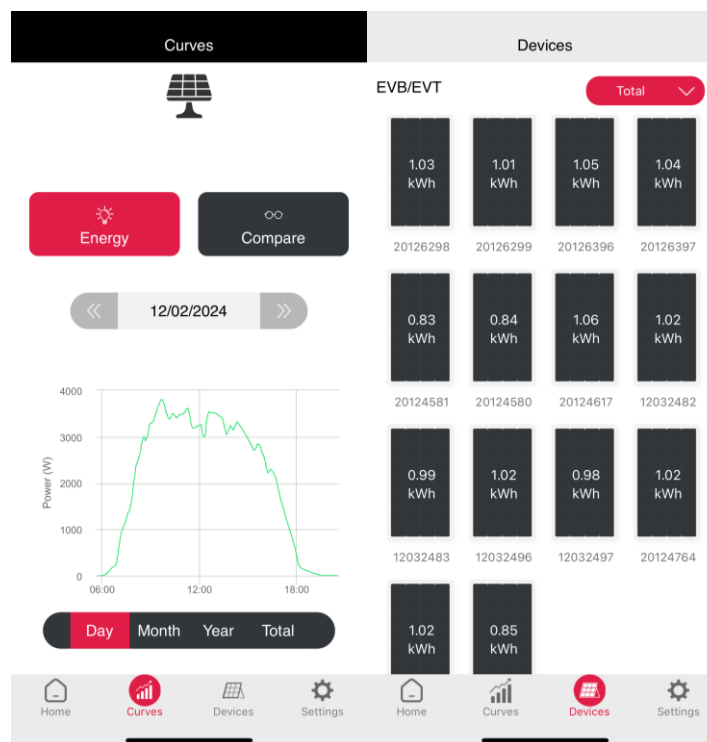 Curves
Energy
Compare
12/02/2024
4000
3000
2000
1000
0
Power (W)
06:00 12:00 18:00
Day Month Year Total
Home Curves Devices Settings
Devices
EVB/EVT
Total
1.03 kWh
1.01 kWh
1.05 kWh
1.04 kWh
20126298 20126299 20126396 20126397
0.83 kWh
0.84 kWh
1.06 kWh
1.02 kWh
20124581 20124580 20124617 12032482
0.99 kWh
1.02 kWh
0.98 kWh
1.02 kWh
12032483 12032496 12032497 20124764
1.02 kWh
0.85 kWh
Home Curves Devices Settings